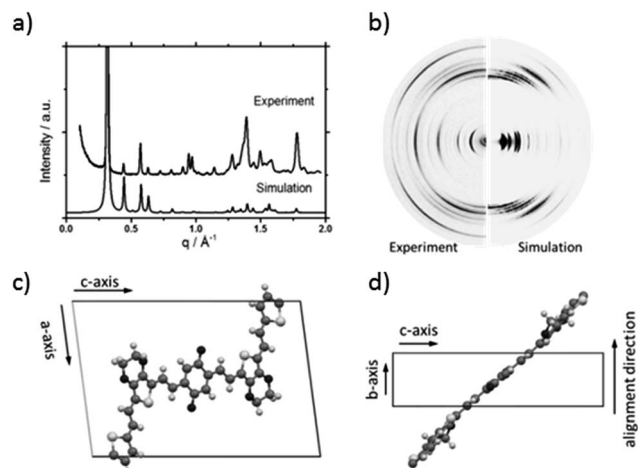 a)
Intensity / a.u.
Experiment
Simulation
0.0 0.5 1.0 1.5 2.0
q / Å⁻¹
b)
Experiment Simulation
c)
c-axis
a-axis
d)
c-axis
b-axis
alignment direction